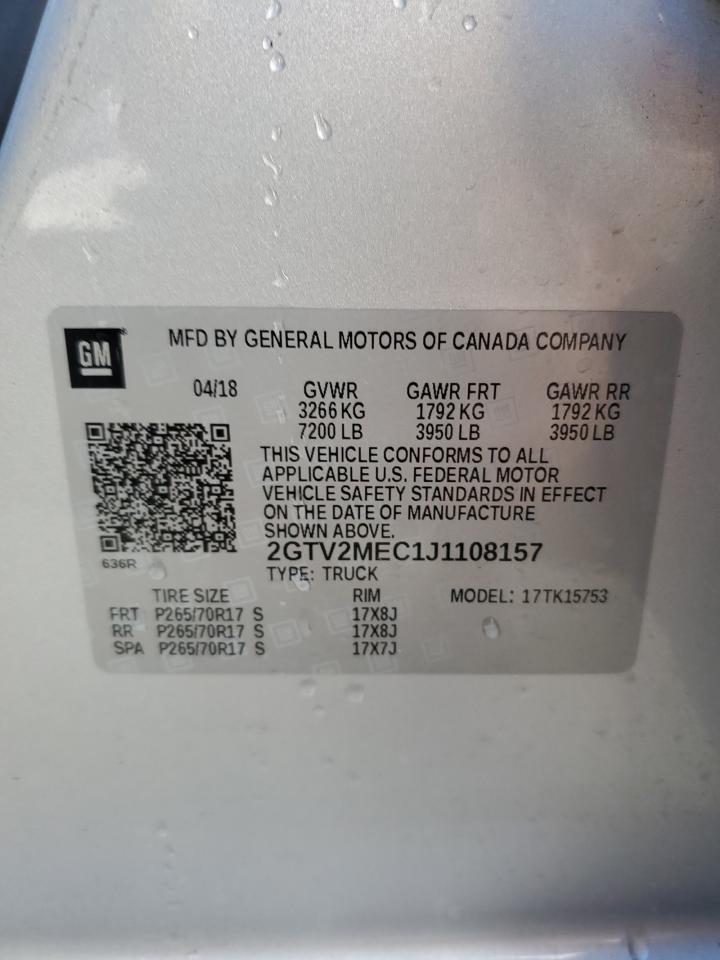 GM
MFD BY GENERAL MOTORS OF CANADA COMPANY
04/18 GVWR GAWR FRT GAWR RR
3266 KG 1792 KG 1792 KG
7200 LB 3950 LB 3950 LB
THIS VEHICLE CONFORMS TO ALL
APPLICABLE U.S. FEDERAL MOTOR
VEHICLE SAFETY STANDARDS IN EFFECT
ON THE DATE OF MANUFACTURE
SHOWN ABOVE.
2GTV2MEC1J1108157
636R
TYPE: TRUCK
TIRE SIZE RIM MODEL: 17TK15753
FRT P265/70R17 S 17X8J
RR P265/70R17 S 17X8J
SPA P265/70R17 S 17X7J